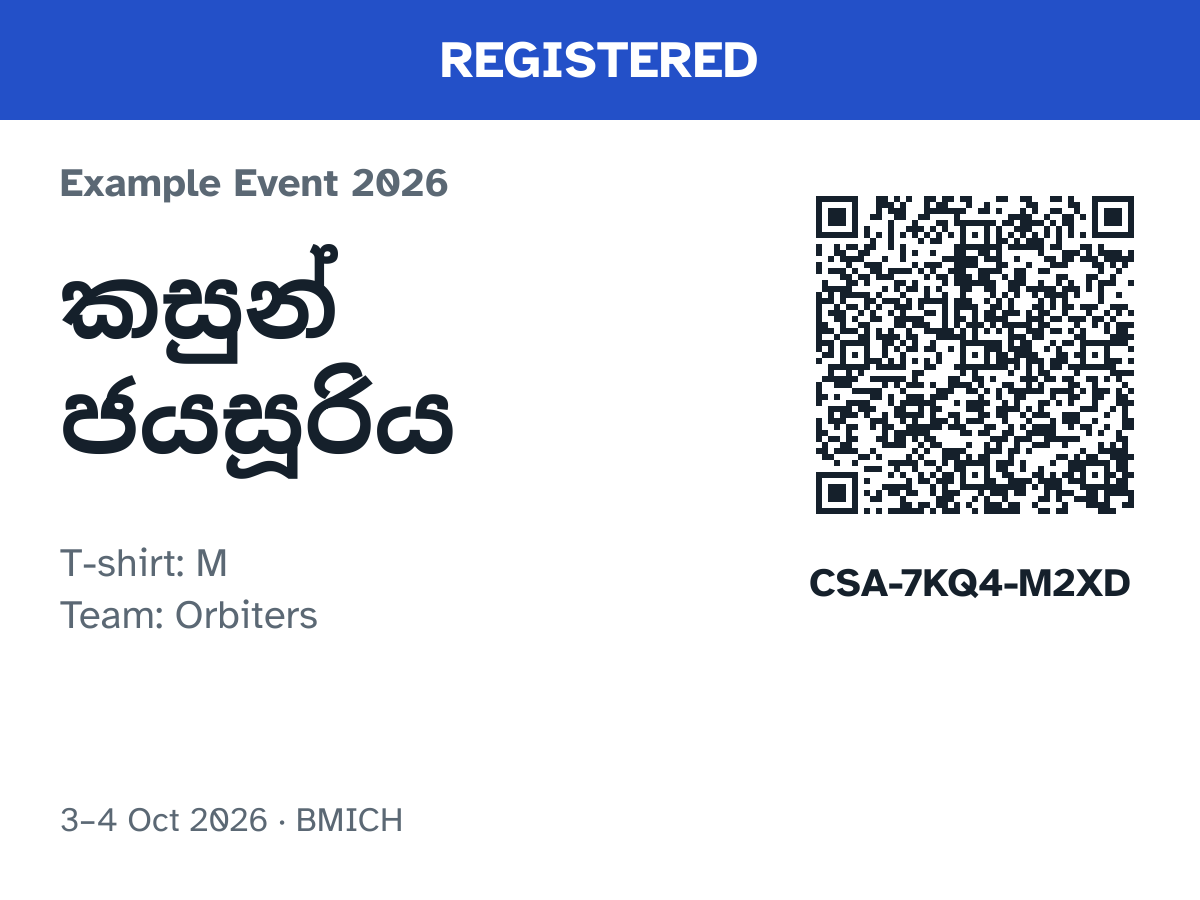 REGISTERED
Example Event 2026
කසුන්
ජයසූරිය
T-shirt: M
Team: Orbiters
CSA-7KQ4-M2XD
3–4 Oct 2026 · BMICH